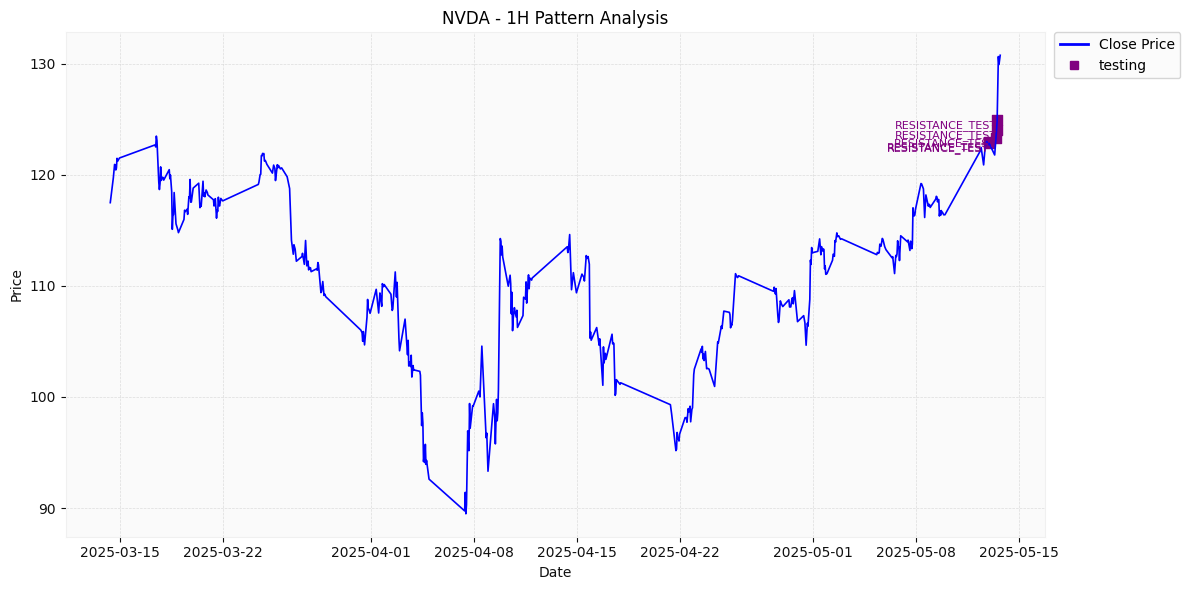 NVDA - 1H Pattern Analysis
Close Price
testing
130
120
110
100
90
Price
RESISTANCE_TEST
RESISTANCE_TEST
RESISTANCE_TEST
RESISTANCE_TEST
2025-03-15
2025-03-22
2025-04-01
2025-04-08
2025-04-15
2025-04-22
2025-05-01
2025-05-08
2025-05-15
Date